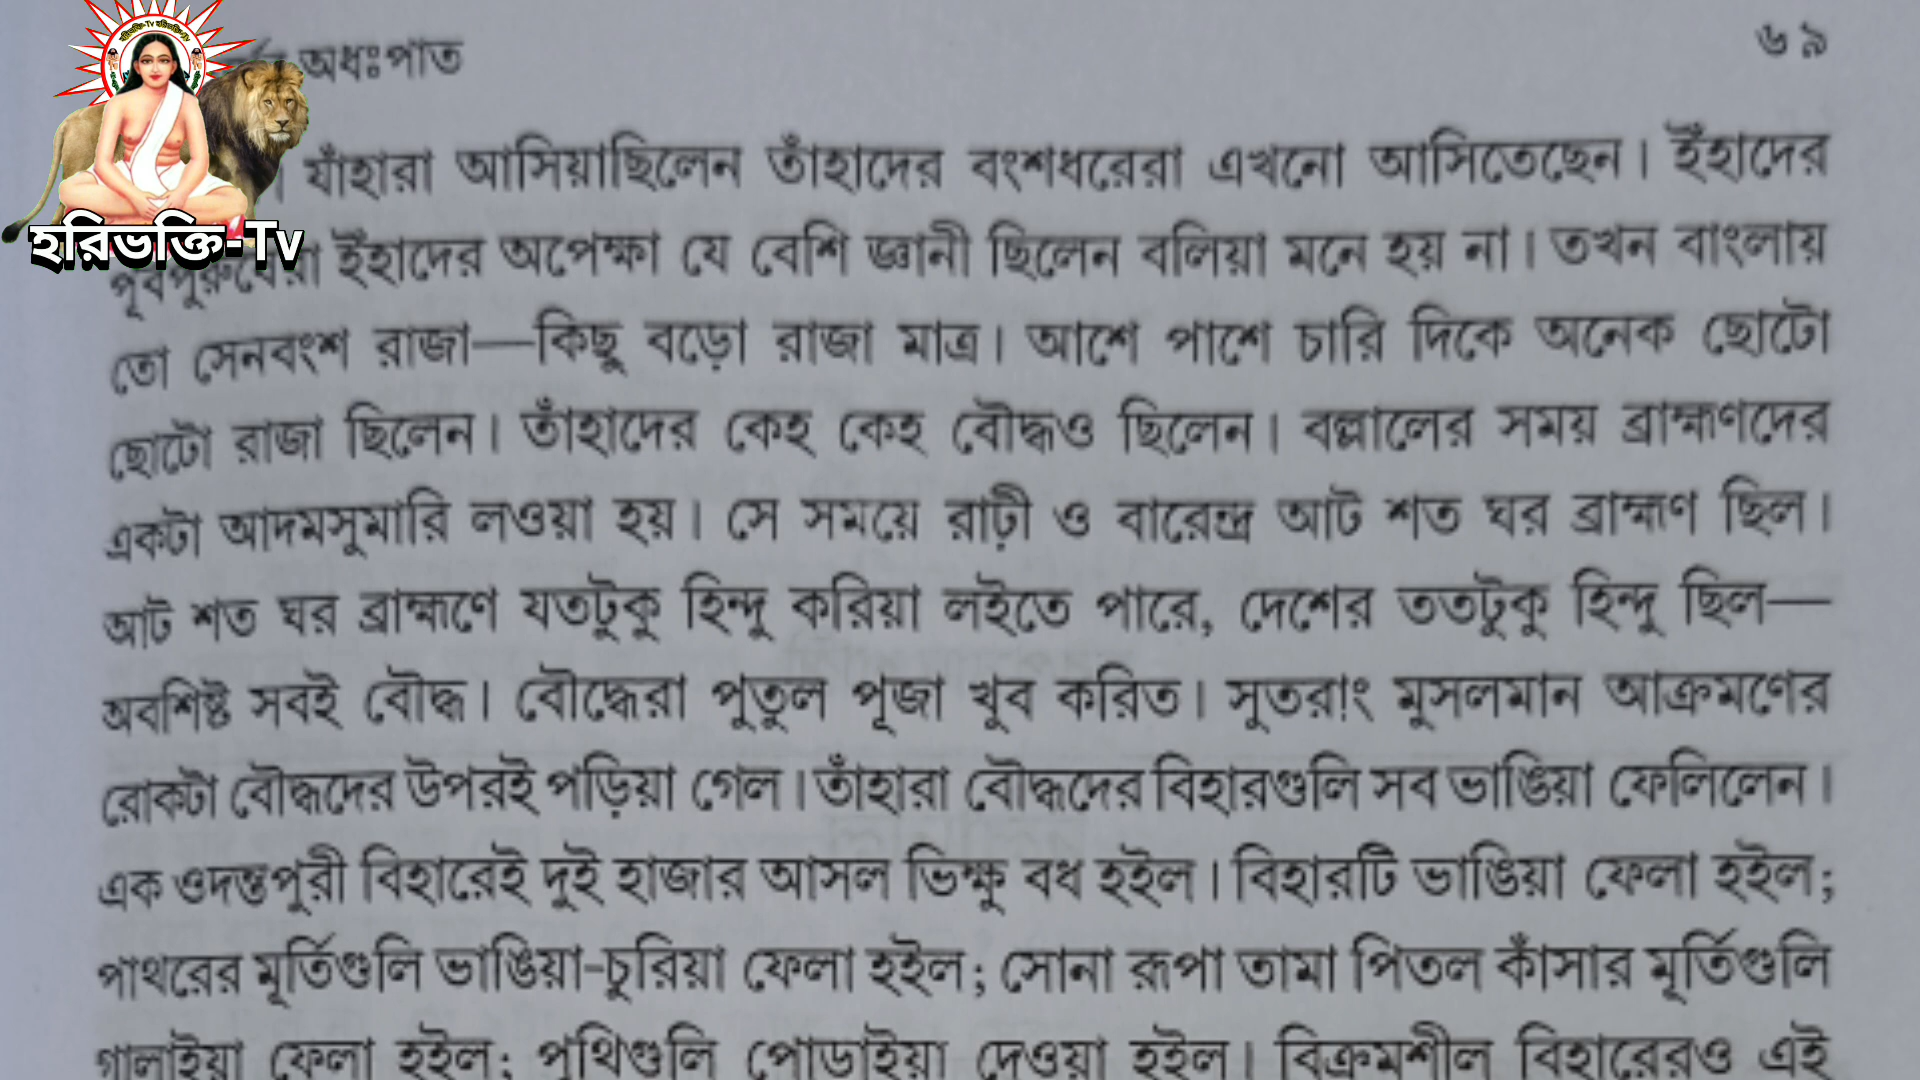 অধঃপাত ৬৯
। যাঁহারা আসিয়াছিলেন তাঁহাদের বংশধরেরা এখনো আসিতেছেন। ইঁহাদের
হরিভক্তি-Tv
পূর্বপুরুষেরা ইঁহাদের অপেক্ষা যে বেশি জ্ঞানী ছিলেন বলিয়া মনে হয় না। তখন বাংলায়
তো সেনবংশ রাজা—কিছু বড়ো রাজা মাত্র। আশে পাশে চারি দিকে অনেক ছোটো
ছোটো রাজা ছিলেন। তাঁহাদের কেহ কেহ বৌদ্ধও ছিলেন। বল্লালের সময় ব্রাহ্মণদের
একটা আদমসুমারি লওয়া হয়। সে সময়ে রাঢ়ী ও বারেন্দ্র আট শত ঘর ব্রাহ্মণ ছিল।
আট শত ঘর ব্রাহ্মণে যতটুকু হিন্দু করিয়া লইতে পারে, দেশের ততটুকু হিন্দু ছিল—
অবশিষ্ট সবই বৌদ্ধ। বৌদ্ধেরা পুতুল পূজা খুব করিত। সুতরাং মুসলমান আক্রমণের
রোকটা বৌদ্ধদের উপরই পড়িয়া গেল। তাঁহারা বৌদ্ধদের বিহারগুলি সব ভাঙিয়া ফেলিলেন।
এক ওদন্তপুরী বিহারেই দুই হাজার আসল ভিক্ষু বধ হইল। বিহারটি ভাঙিয়া ফেলা হইল;
পাথরের মূর্তিগুলি ভাঙিয়া-চুরিয়া ফেলা হইল; সোনা রূপা তামা পিতল কাঁসার মূর্তিগুলি
গালাইয়া ফেলা হইল; পুথিগুলি পোড়াইয়া দেওয়া হইল। বিক্রমশীল বিহারেরও এই